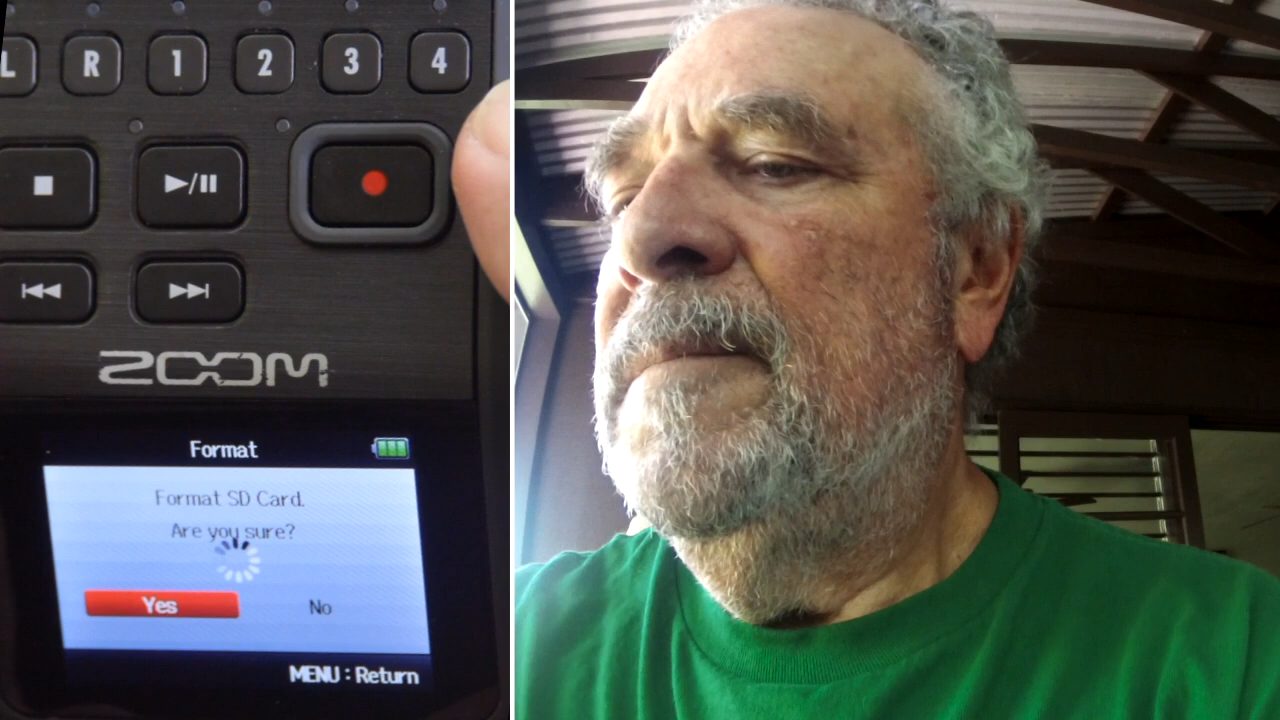 L R 1 2 3 4
ZOOM
Format
Format SD Card.
Are you sure?
Yes No
MENU : Return